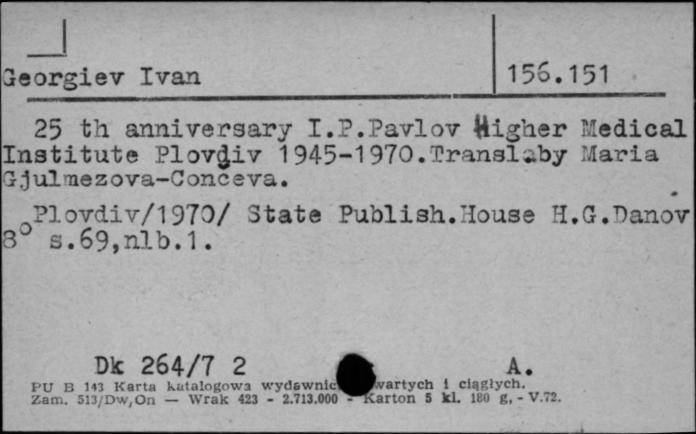 Georgiev Ivan 156.151
25 th anniversary I.P.Pavlov Higher Medical
Institute Plovdiv 1945-1970.Translaby Maria
Gjulmezova-Conceva.
Plovdiv/1970/ State Publish.House H.G.Danov
8° s.69,nlb.1.
Dk 264/7 2 A.
PU B 143 Karta katalogowa wydawnic wartych i ciągłych.
Zam. 513/Dw,On — Wrak 423 - 2.713.000 - Karton 5 kl. 180 g, - V.72.